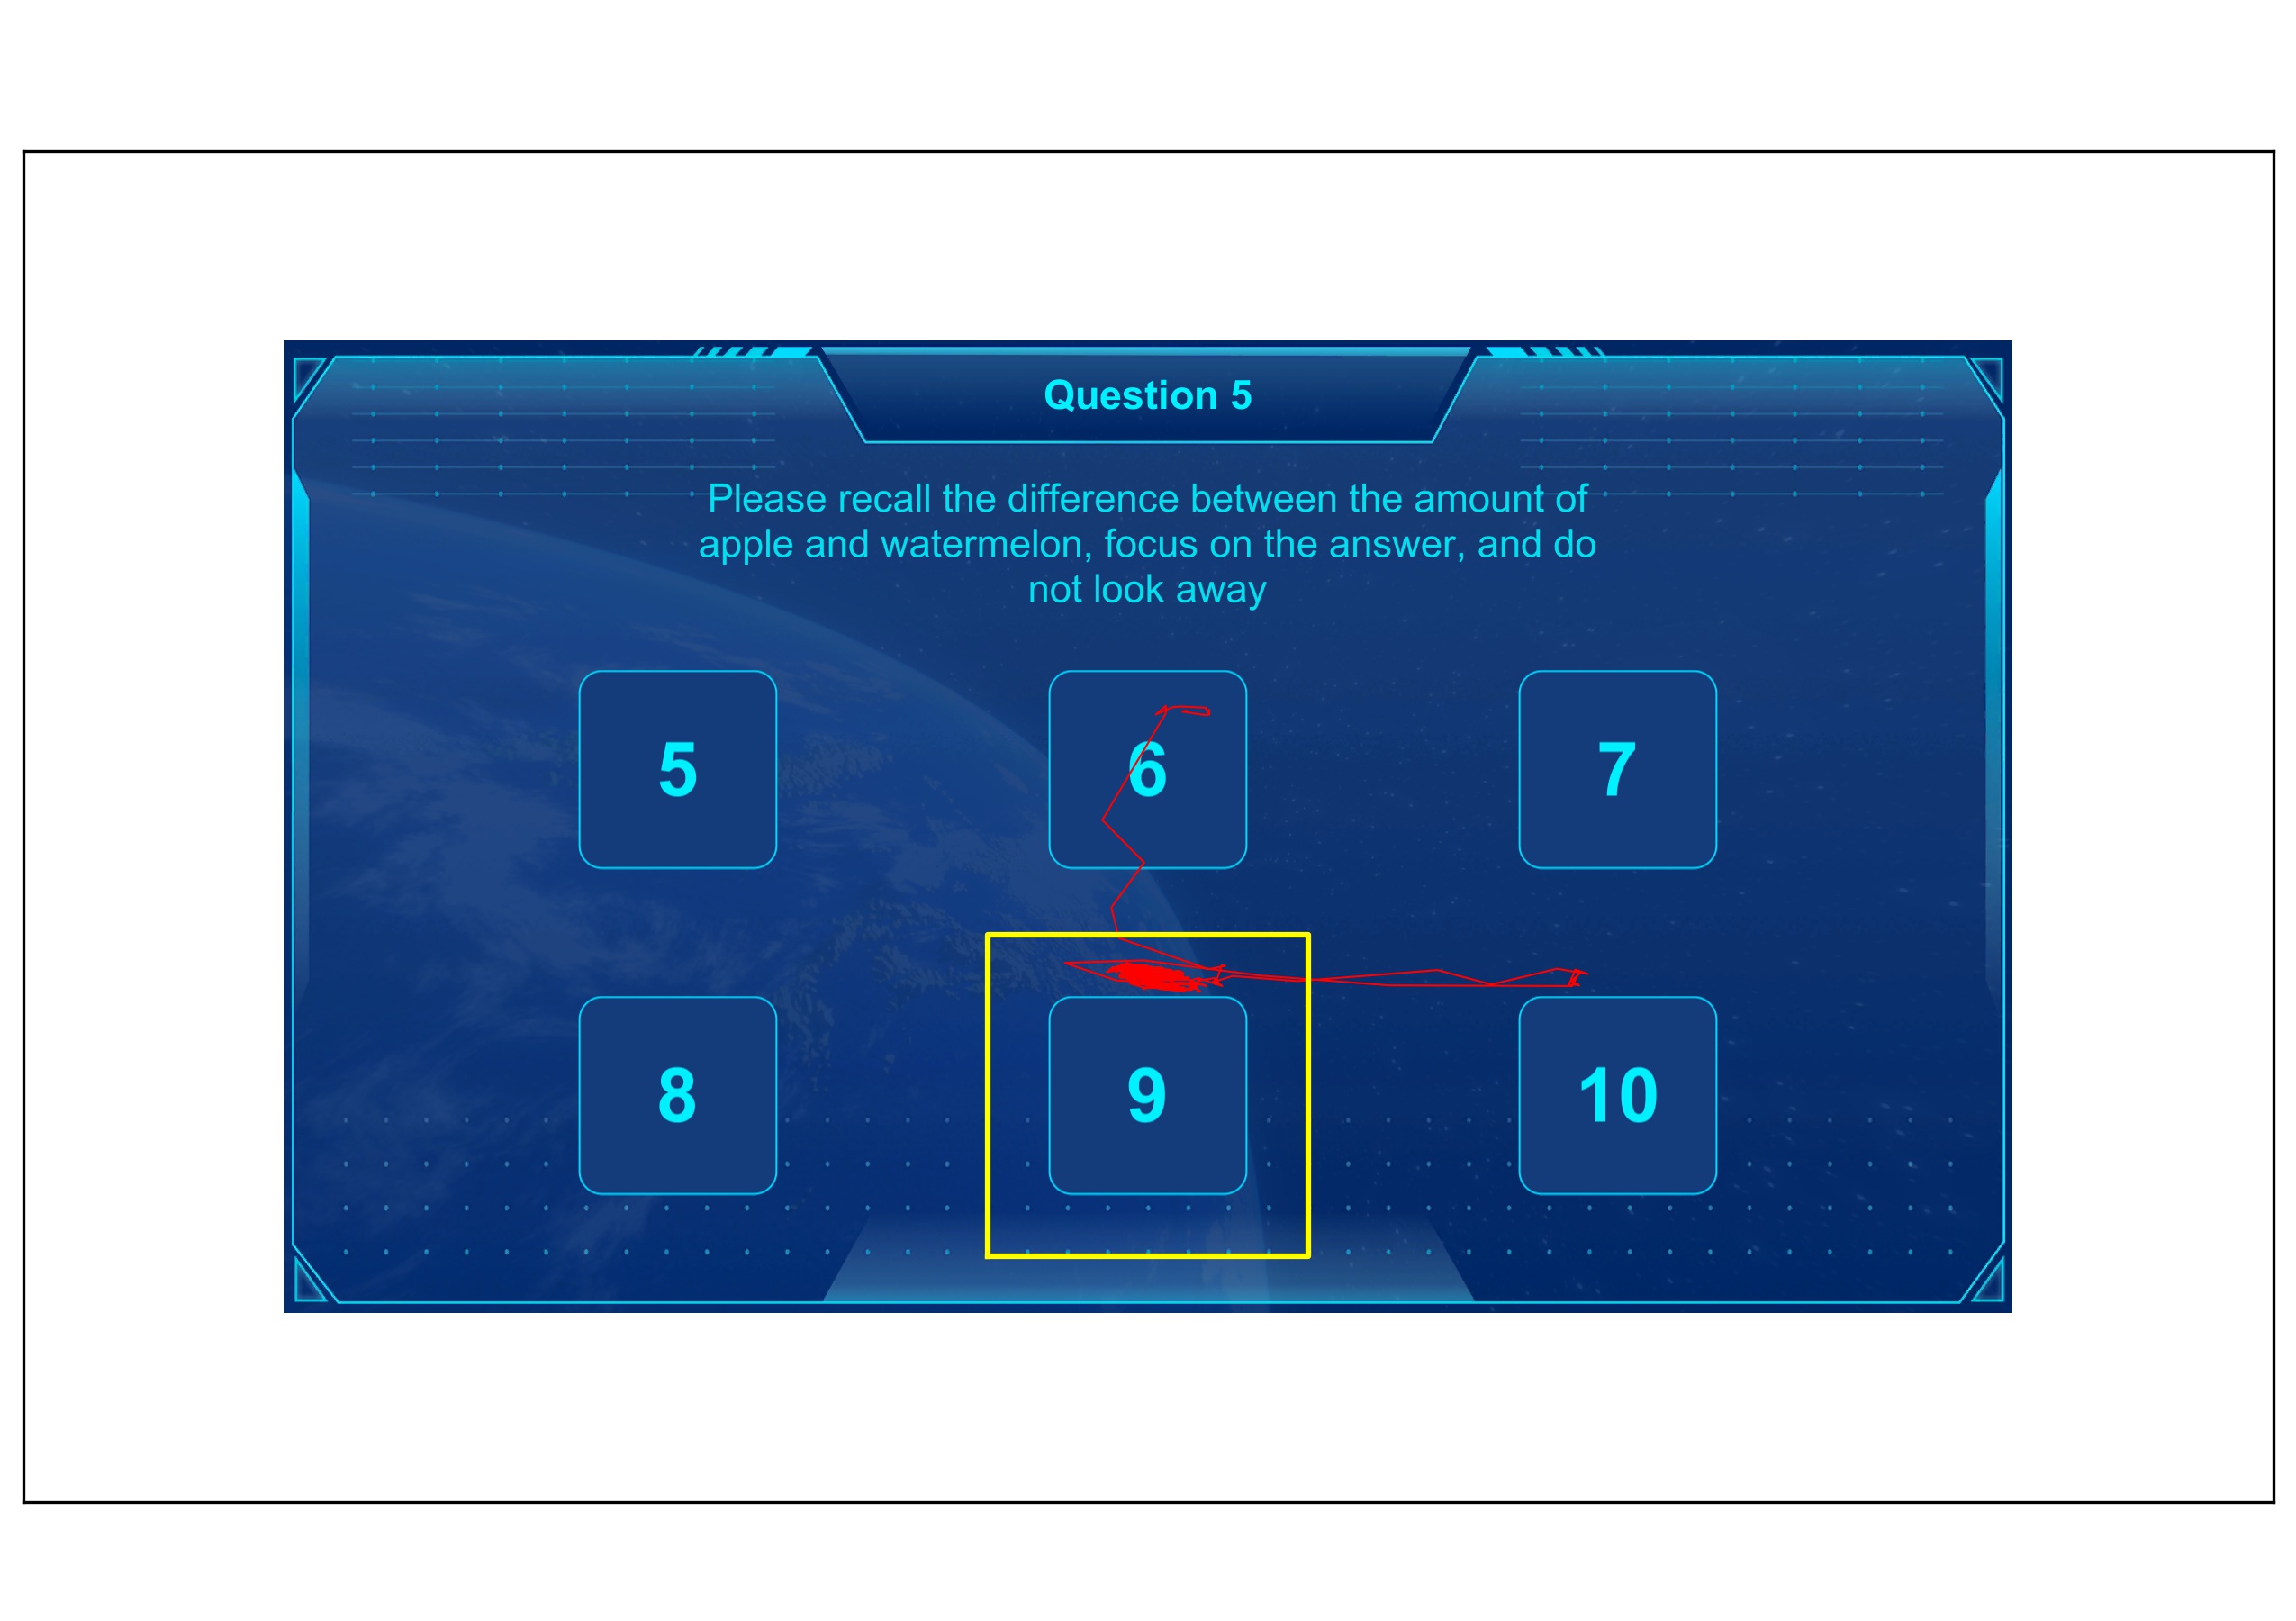 Question 5
Please recall the difference between the amount of
apple and watermelon, focus on the answer, and do
not look away
5
6
7
8
9
10